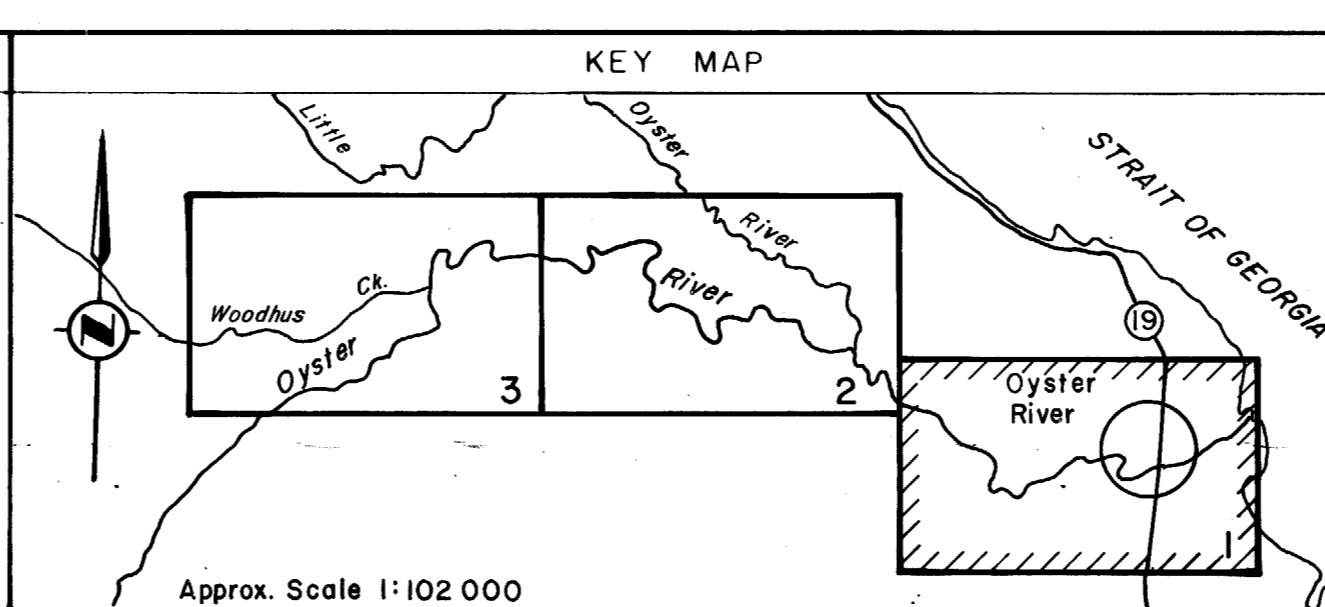 KEY MAP
Little
Oyster
River
STRAIT OF GEORGIA
Woodhus
Ck.
River
Oyster
19
Oyster
River
3
2
1
N
Approx. Scale 1:102 000